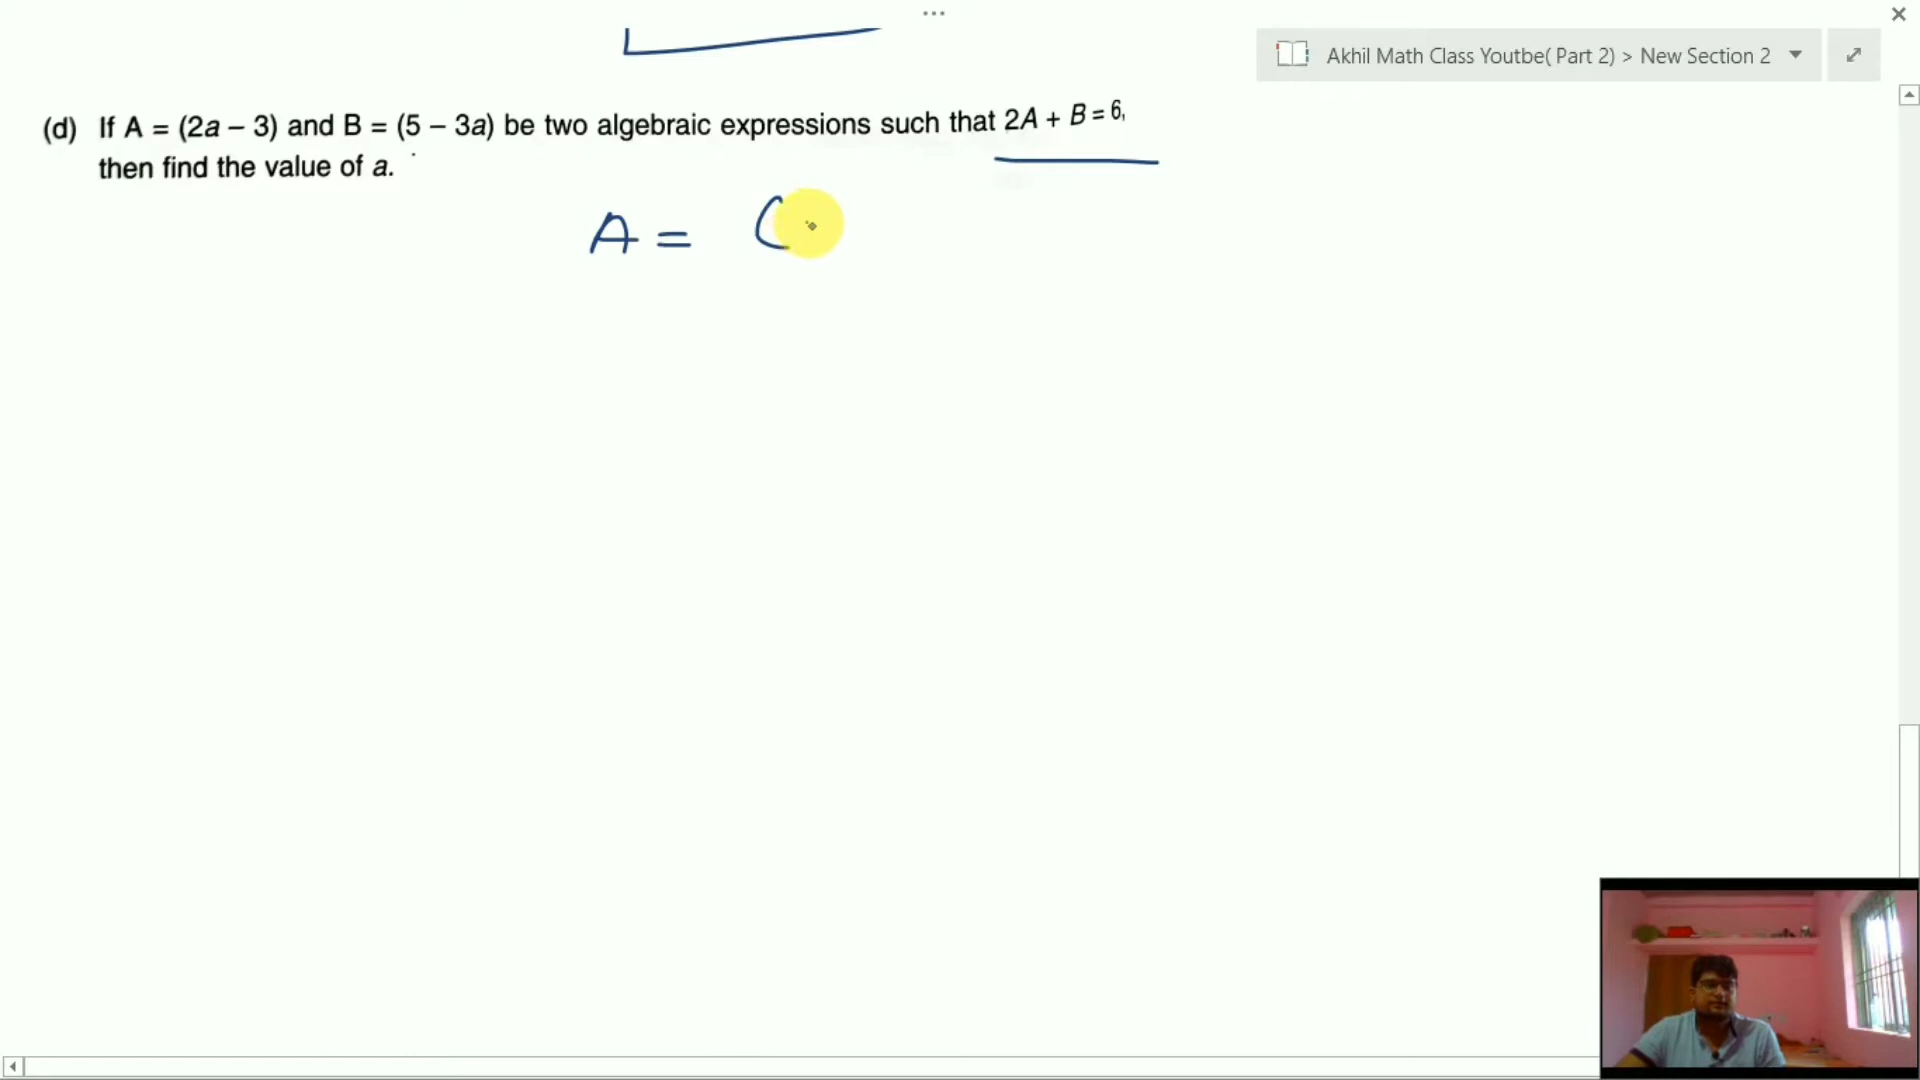 Akhil Math Class Youtbe( Part 2) > New Section 2
(d) If A = (2a – 3) and B = (5 – 3a) be two algebraic expressions such that 2A + B = 6,
then find the value of a.
A = (